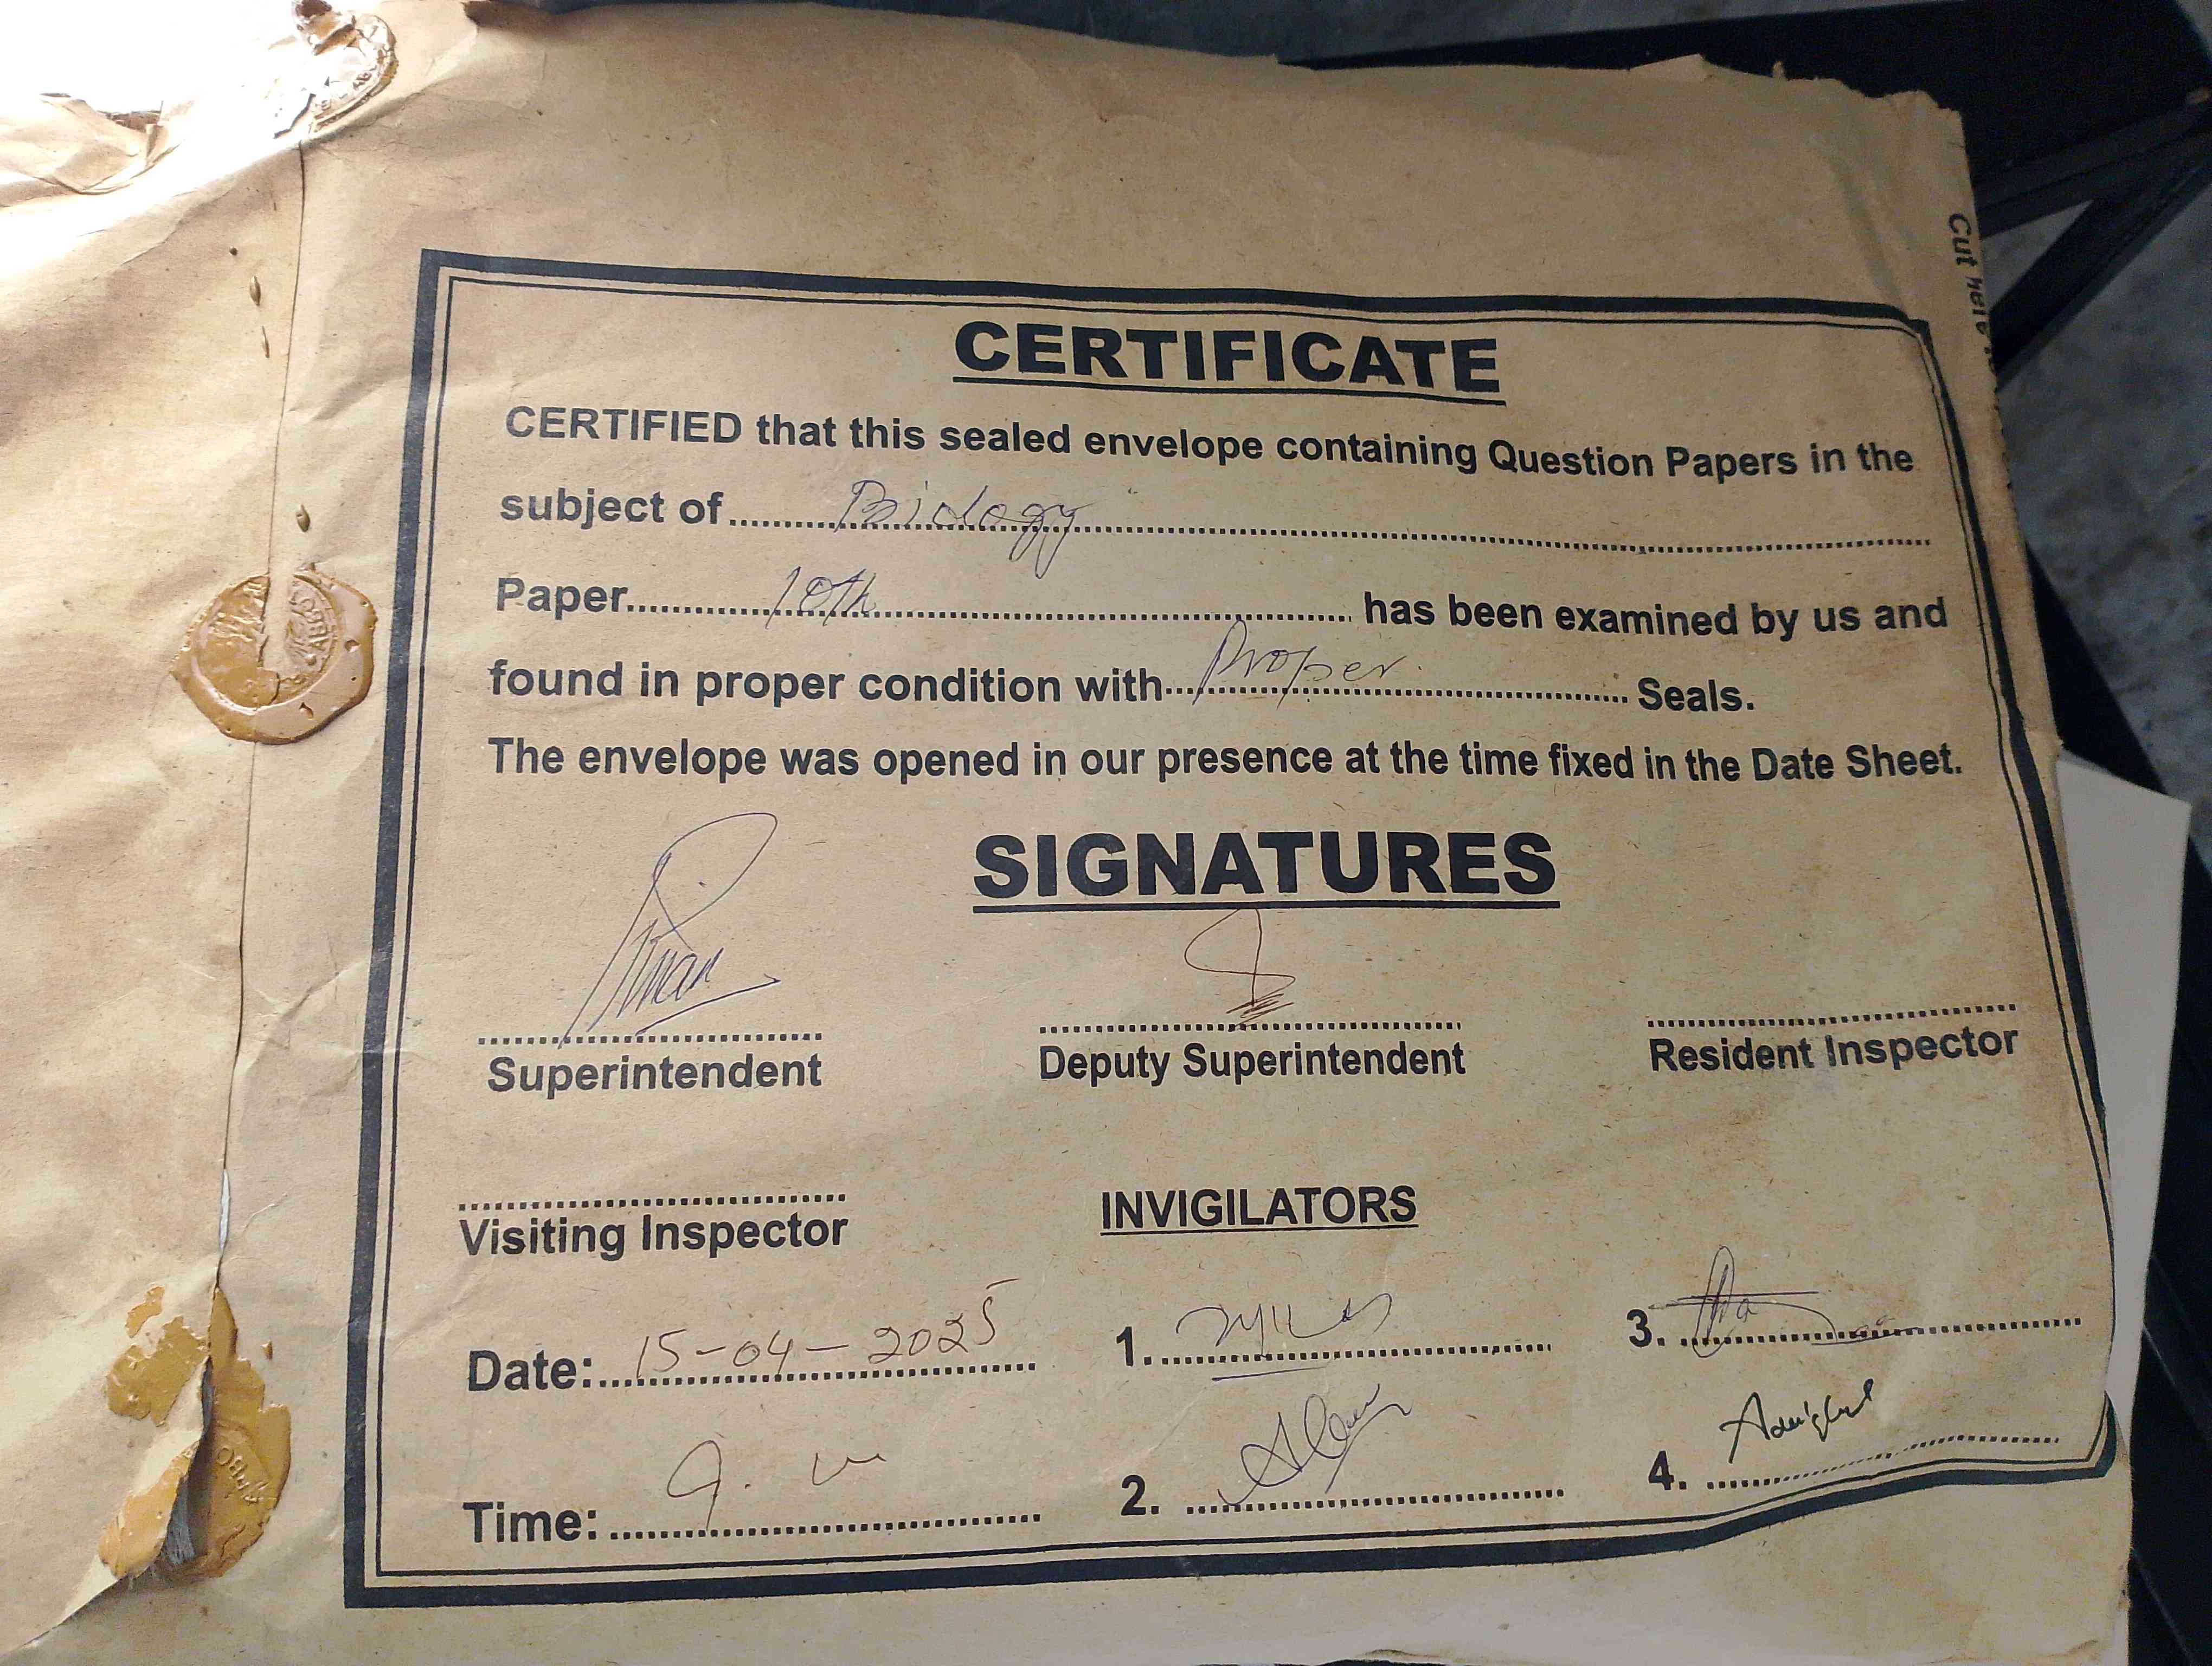 Cut here
CERTIFICATE
CERTIFIED that this sealed envelope containing Question Papers in the
subject of Biology
Paper 10th has been examined by us and
found in proper condition with Proper Seals.
The envelope was opened in our presence at the time fixed in the Date Sheet.
SIGNATURES
Superintendent Deputy Superintendent Resident Inspector
Visiting Inspector INVIGILATORS
Date: 15-04-2025 1. 3.
Time: 2. 4.